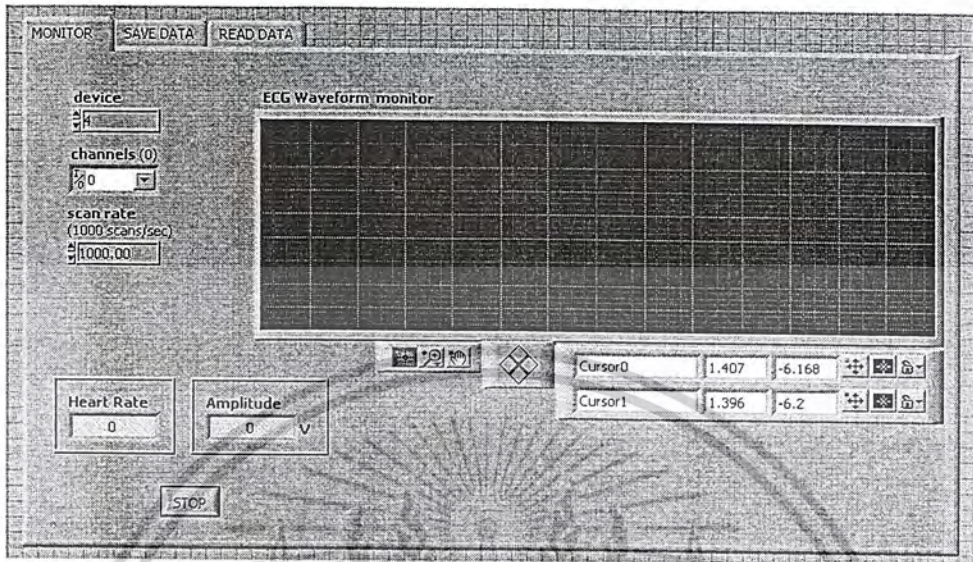 MONITOR SAVE DATA READ DATA
device
4
channels (0)
0
scan rate
(1000 scans/sec)
1000.00
ECG Waveform monitor
Cursor0 1.407 -6.168
Cursor1 1.396 -6.2
Heart Rate
0
Amplitude
0 V
STOP